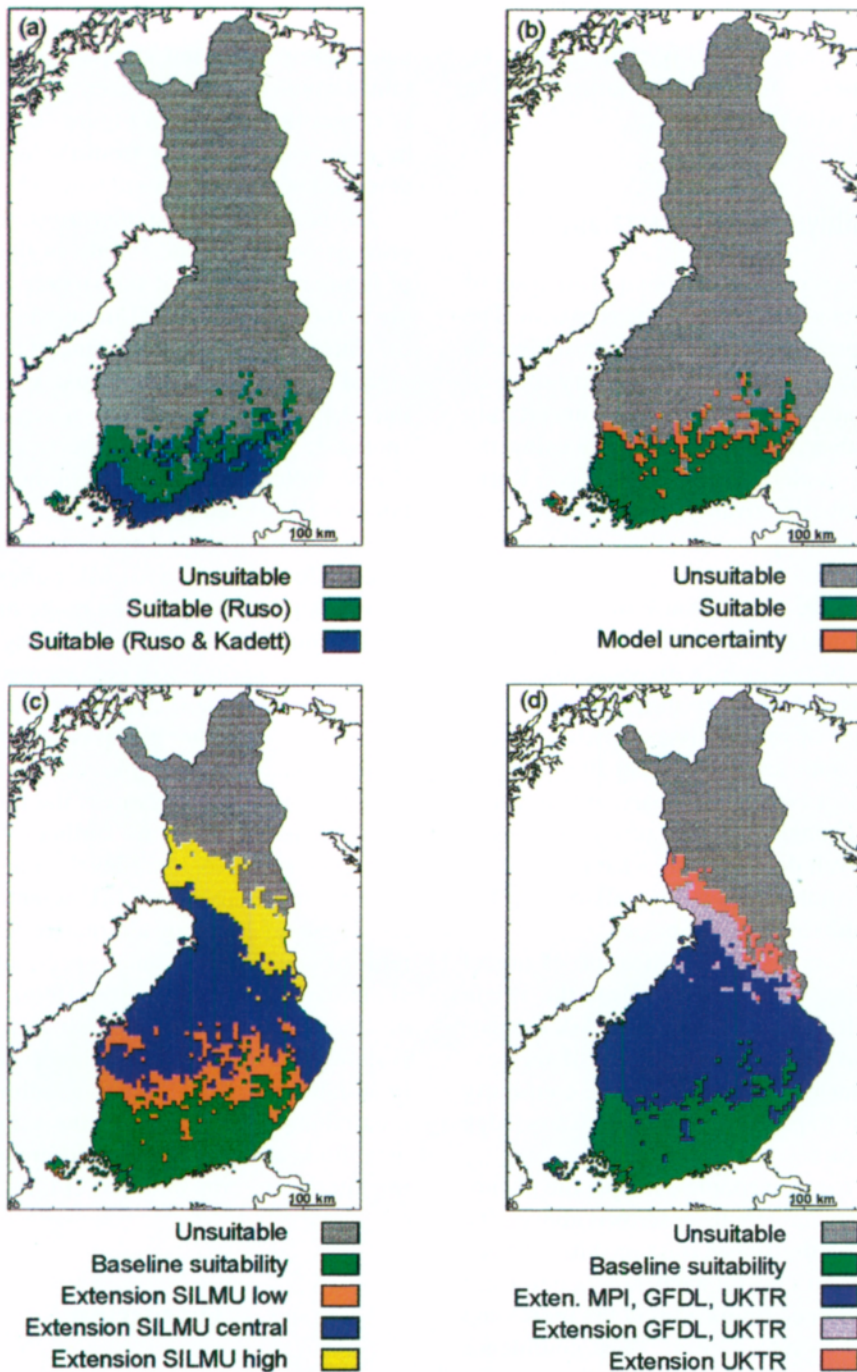 (a)
100 km
Unsuitable
Suitable (Ruso)
Suitable (Ruso & Kadett)
(b)
100 km
Unsuitable
Suitable
Model uncertainty
(c)
100 km
Unsuitable
Baseline suitability
Extension SILMU low
Extension SILMU central
Extension SILMU high
(d)
100 km
Unsuitable
Baseline suitability
Exten. MPI, GFDL, UKTR
Extension GFDL, UKTR
Extension UKTR